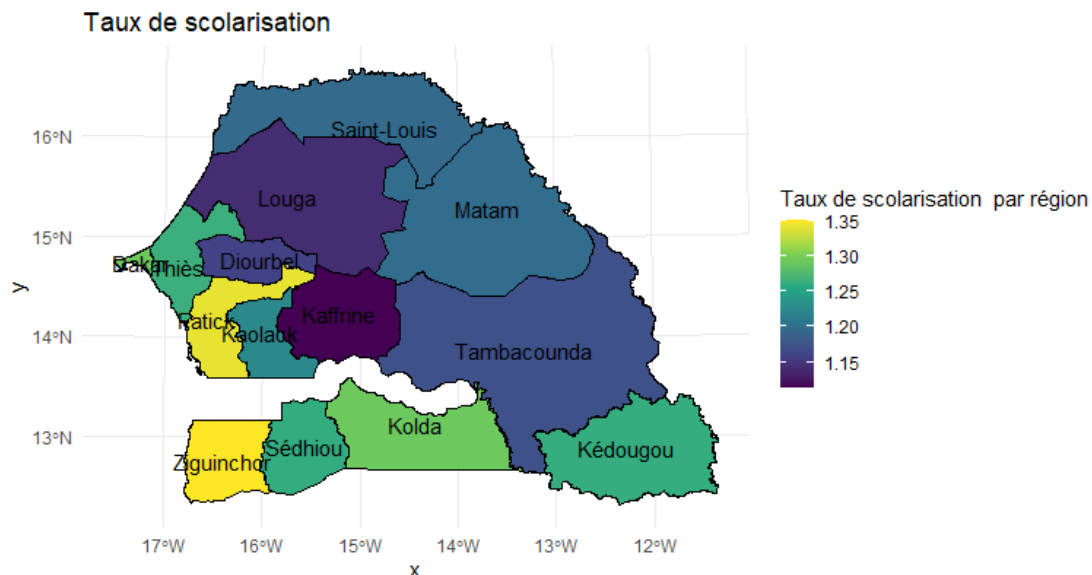 Taux de scolarisation
16°N
15°N
14°N
13°N
y
Saint-Louis
Louga
Matam
Dakar
Thiès
Diourbel
Fatick
Kaolack
Kaffrine
Tambacounda
Kolda
Ziguinchor
Sédhiou
Kédougou
17°W 16°W 15°W 14°W 13°W 12°W
x
Taux de scolarisation par région
1.35
1.30
1.25
1.20
1.15